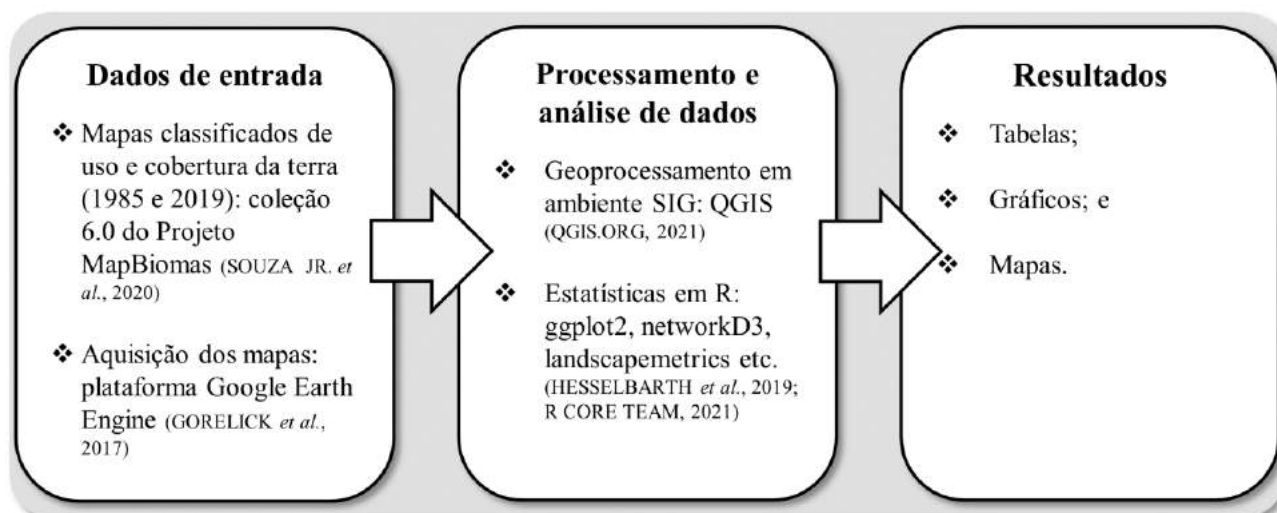 Dados de entrada
❖ Mapas classificados de
uso e cobertura da terra
(1985 e 2019): coleção
6.0 do Projeto
MapBiomas (SOUZA JR. et
al., 2020)
❖ Aquisição dos mapas:
plataforma Google Earth
Engine (GORELICK et al.,
2017)
Processamento e
análise de dados
❖ Geoprocessamento em
ambiente SIG: QGIS
(QGIS.ORG, 2021)
❖ Estatísticas em R:
ggplot2, networkD3,
landscapemetrics etc.
(HESSELBARTH et al., 2019;
R CORE TEAM, 2021)
Resultados
❖ Tabelas;
❖ Gráficos; e
❖ Mapas.